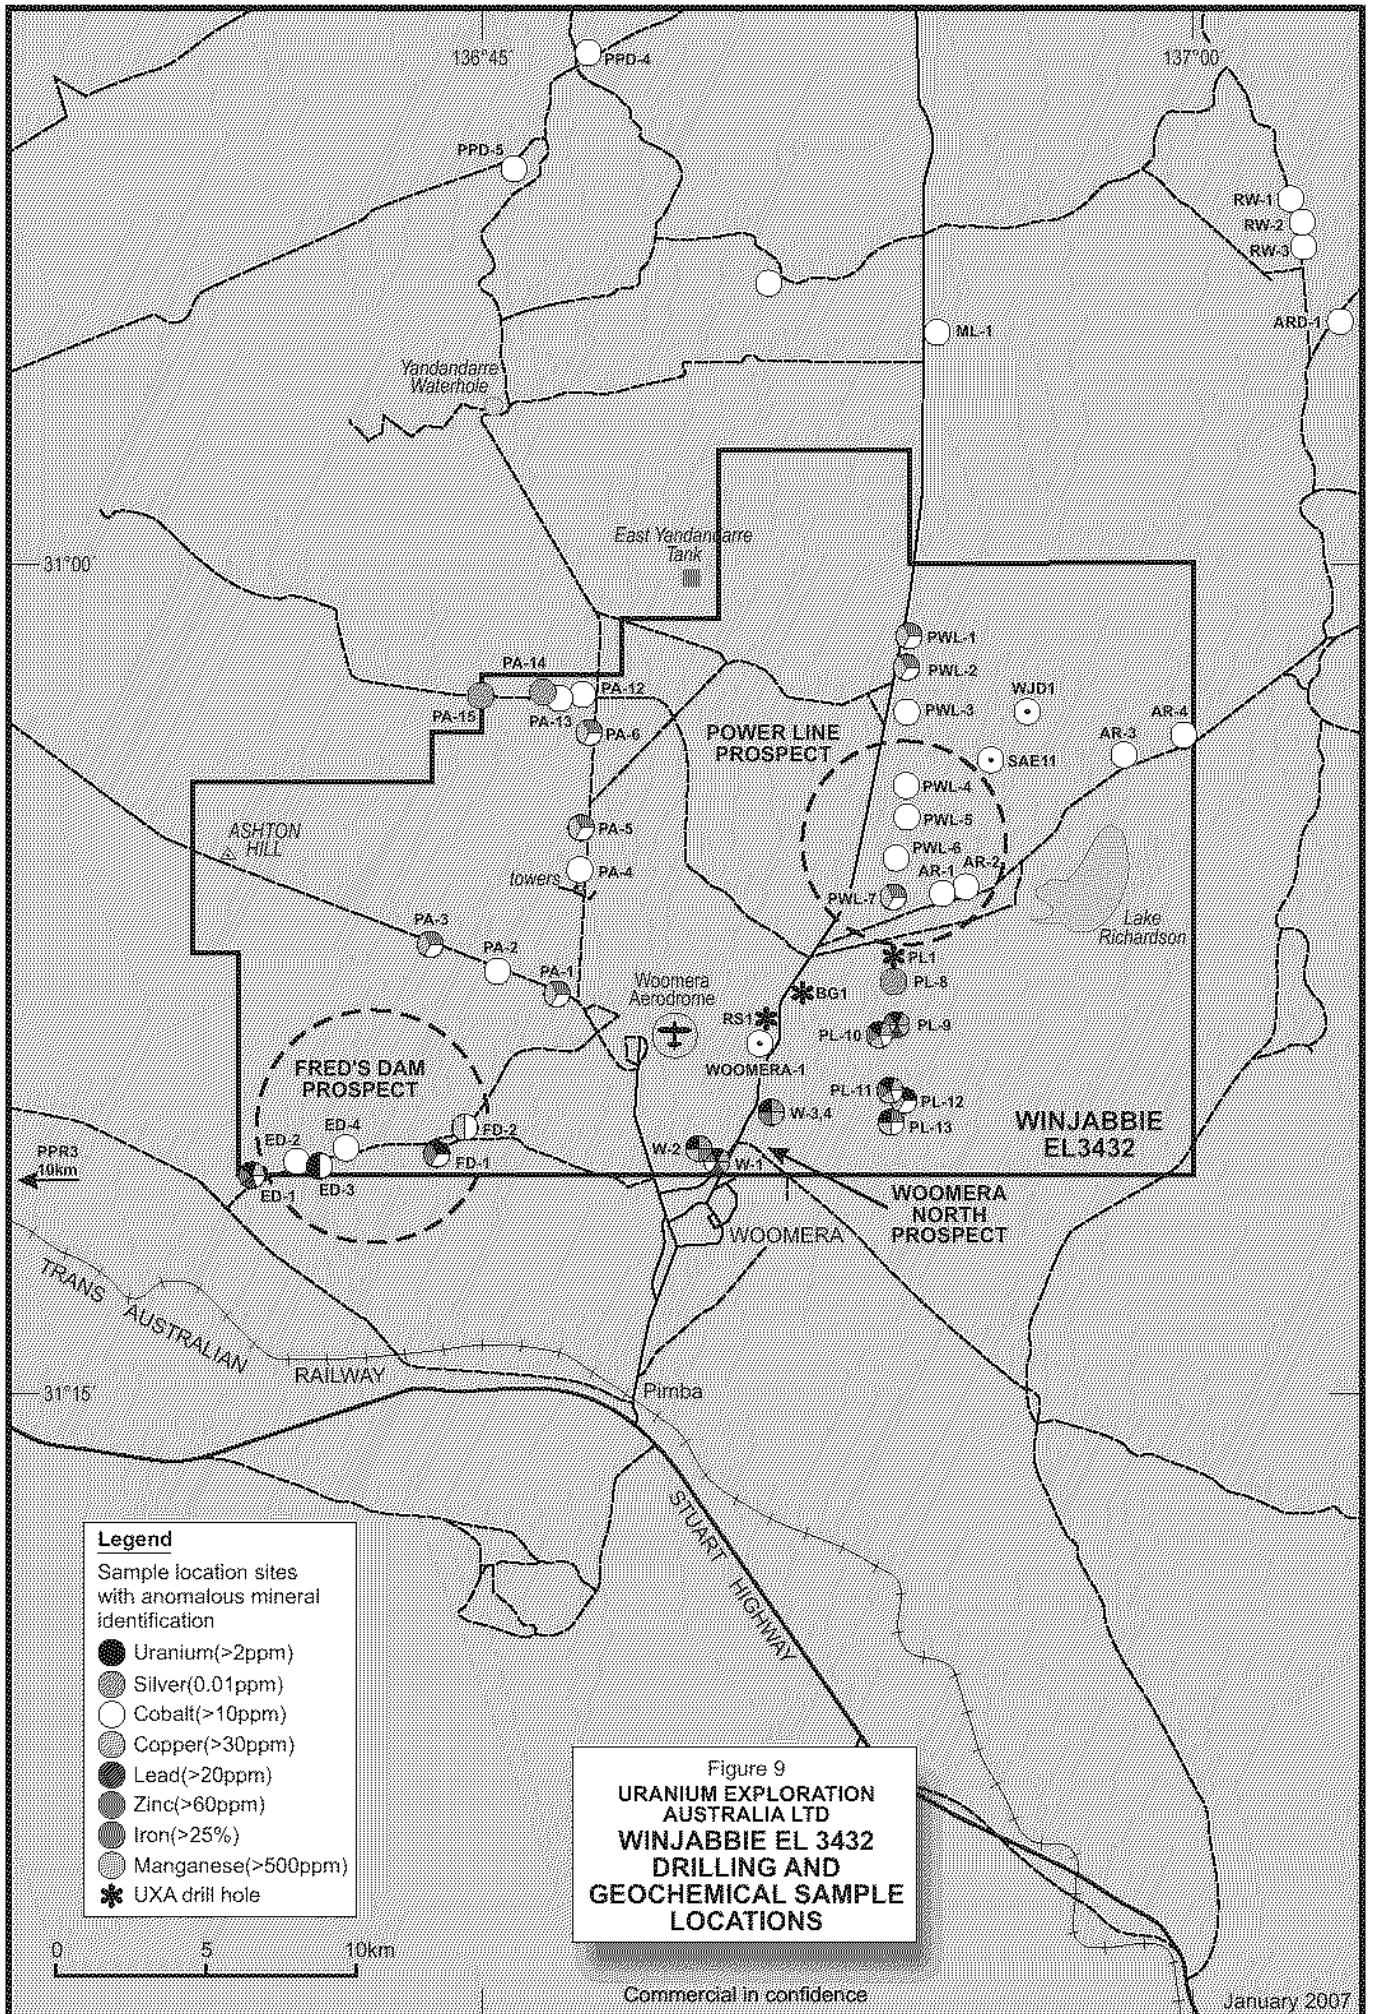 136°45'
137°00'
PPD-4
PPD-5
RW-1
RW-2
RW-3
ARD-1
ML-1
Yandandarre
Waterhole
East Yandandarre
Tank
31°00'
PWL-1
PWL-2
PA-14
WJD1
PA-12
PA-15
PA-13
PWL-3
AR-4
PA-6
POWER LINE
PROSPECT
AR-3
SAE11
PWL-4
PWL-5
ASHTON
HILL
PA-5
PWL-6
AR-2
PA-4
towers
AR-1
PWL-7
PA-3
Lake
Richardson
PA-2
PL1
PA-1
Woomera
Aerodrome
PL-8
BG1
RS1
PL-9
PL-10
WOOMERA-1
FRED'S DAM
PROSPECT
PL-11
PL-12
W-3,4
PL-13
WINJABBIE
EL3432
ED-4
FD-2
ED-2
W-2
PPR3
10km
FD-1
W-1
ED-1
ED-3
WOOMERA
NORTH
PROSPECT
WOOMERA
TRANS
AUSTRALIAN
RAILWAY
31°15'
Pimba
STUART
HIGHWAY
Legend
Sample location sites
with anomalous mineral
identification
Uranium(>2ppm)
Silver(0.01ppm)
Cobalt(>10ppm)
Copper(>30ppm)
Lead(>20ppm)
Zinc(>60ppm)
Iron(>25%)
Manganese(>500ppm)
UXA drill hole
0 5 10km
Figure 9
URANIUM EXPLORATION
AUSTRALIA LTD
WINJABBIE EL 3432
DRILLING AND
GEOCHEMICAL SAMPLE
LOCATIONS
Commercial in confidence
January 2007